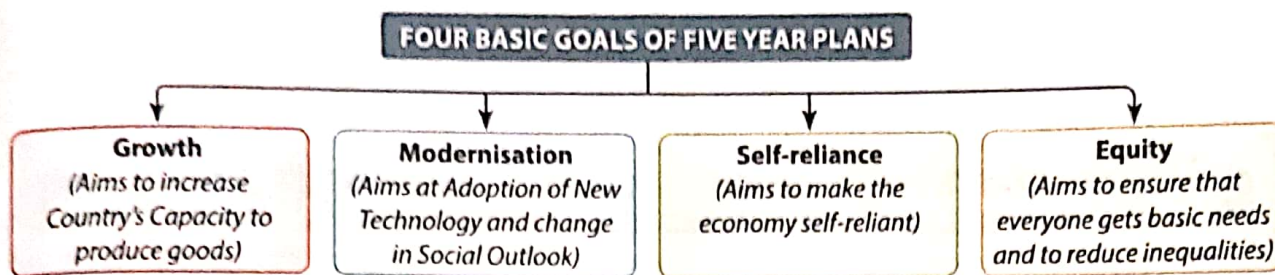 FOUR BASIC GOALS OF FIVE YEAR PLANS
Growth
(Aims to increase
Country's Capacity to
produce goods)
Modernisation
(Aims at Adoption of New
Technology and change
in Social Outlook)
Self-reliance
(Aims to make the
economy self-reliant)
Equity
(Aims to ensure that
everyone gets basic needs
and to reduce inequalities)